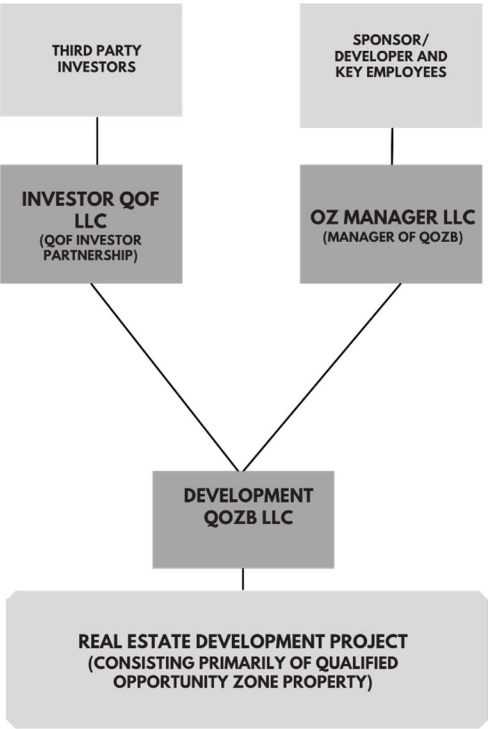 THIRD PARTY
INVESTORS
SPONSOR/
DEVELOPER AND
KEY EMPLOYEES
INVESTOR QOF
LLC
(QOF INVESTOR
PARTNERSHIP)
OZ MANAGER LLC
(MANAGER OF QOZB)
DEVELOPMENT
QOZB LLC
REAL ESTATE DEVELOPMENT PROJECT
(CONSISTING PRIMARILY OF QUALIFIED
OPPORTUNITY ZONE PROPERTY)